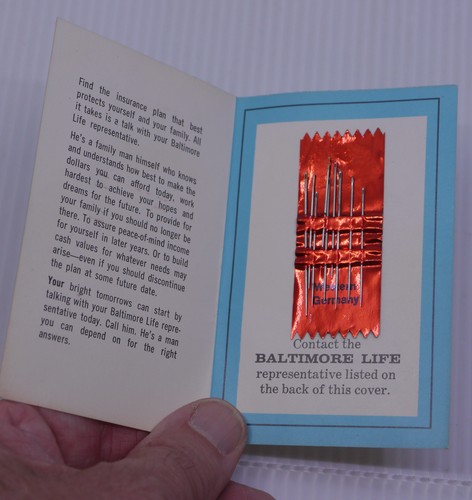 Find the insurance plan that best
protects yourself and your family. All
it takes is a talk with your Baltimore
Life representative.
He's a family man himself who knows
and understands how best to make the
dollars you can afford today, work
hardest to achieve your hopes and
dreams for the future. To provide for
your family if you should no longer be
there. To assure peace-of-mind income
for yourself in later years. Or to build
cash values for whatever needs may
arise—even if you should discontinue
the plan at some future date.
Your bright tomorrows can start by
talking with your Baltimore Life repre-
sentative today. Call him. He's a man
you can depend on for the right
answers.
Western
Germany
Contact the
BALTIMORE LIFE
representative listed on
the back of this cover.